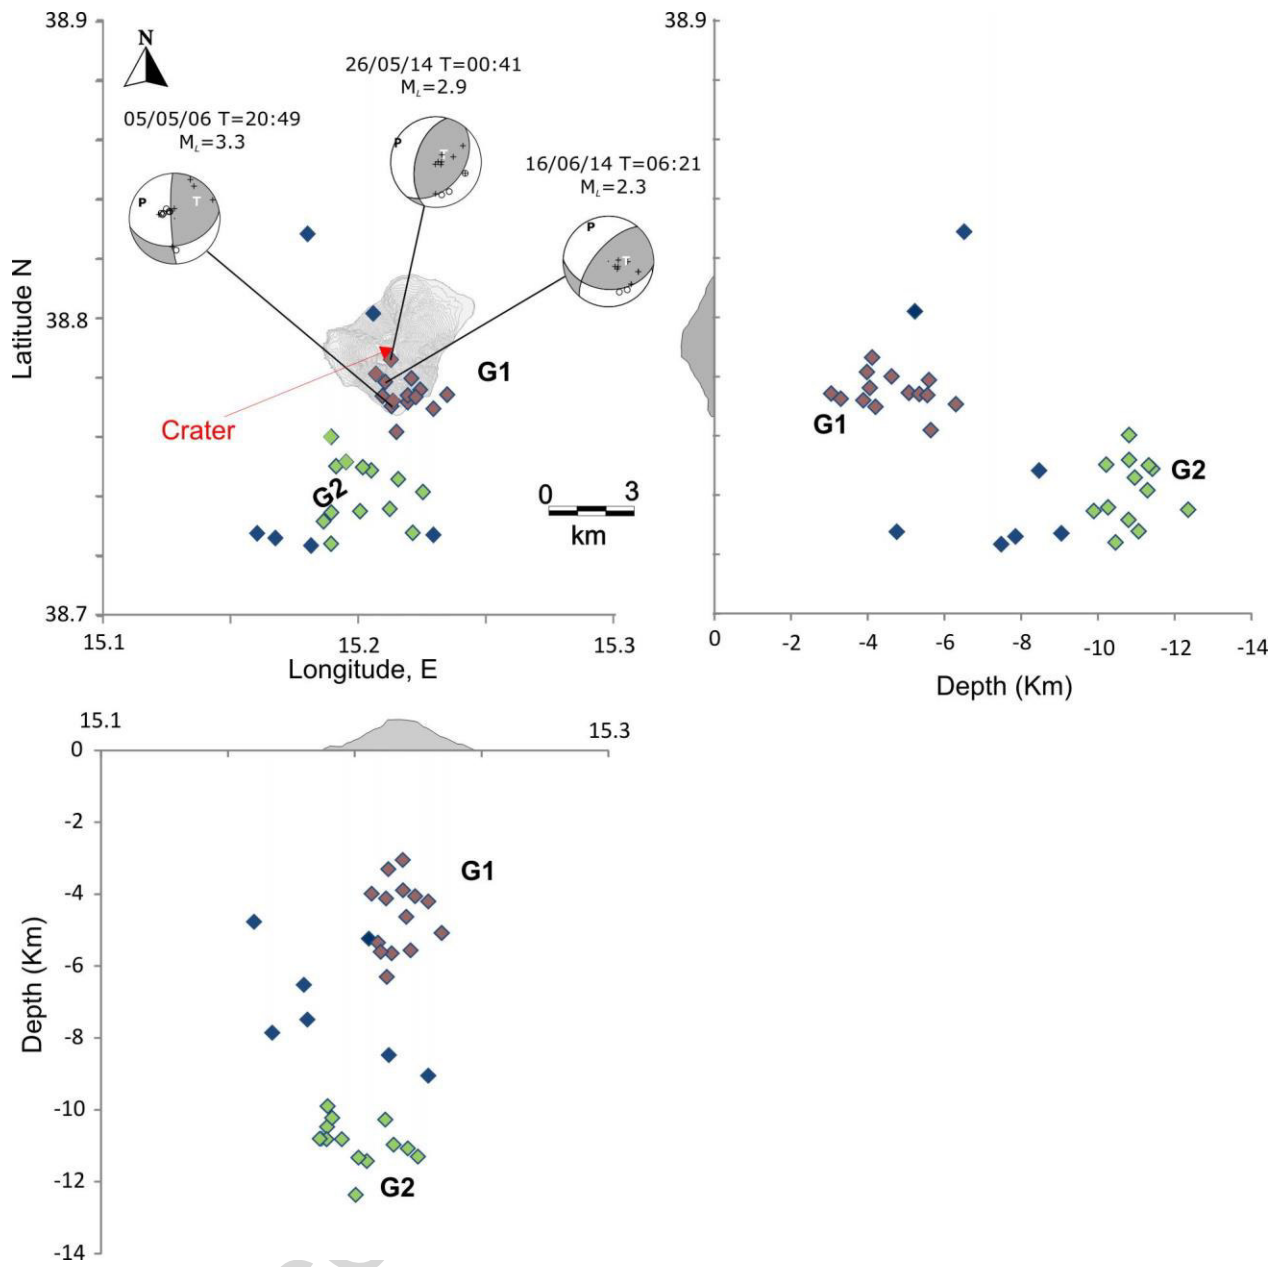 38.9
N
26/05/14 T=00:41
ML=2.9
05/05/06 T=20:49
ML=3.3
16/06/14 T=06:21
ML=2.3
P
T
P
T
P
T
Latitude N
38.8
G1
Crater
G2
0 3
km
38.7
15.1 15.2 15.3
Longitude, E
38.9
G1
G2
0 -2 -4 -6 -8 -10 -12 -14
Depth (Km)
15.1 15.3
0
-2
G1
-4
Depth (Km)
-6
-8
-10
-12
G2
-14